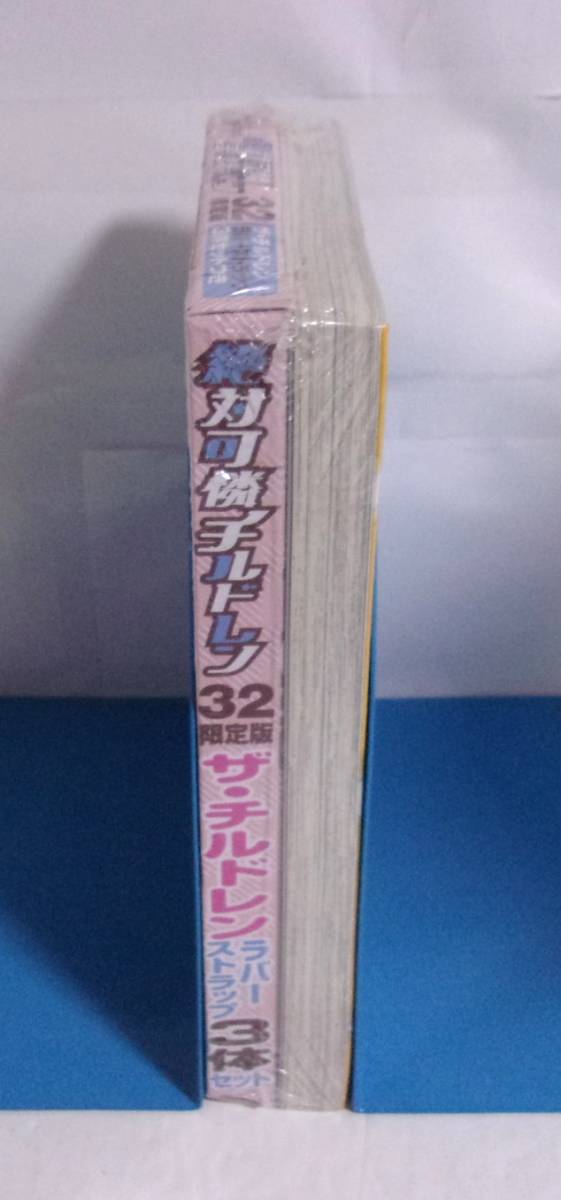 絶対可憐チルドレン
32
限定版
ザ・チルドレン
ラバー
ストラップ
3体
セット
32